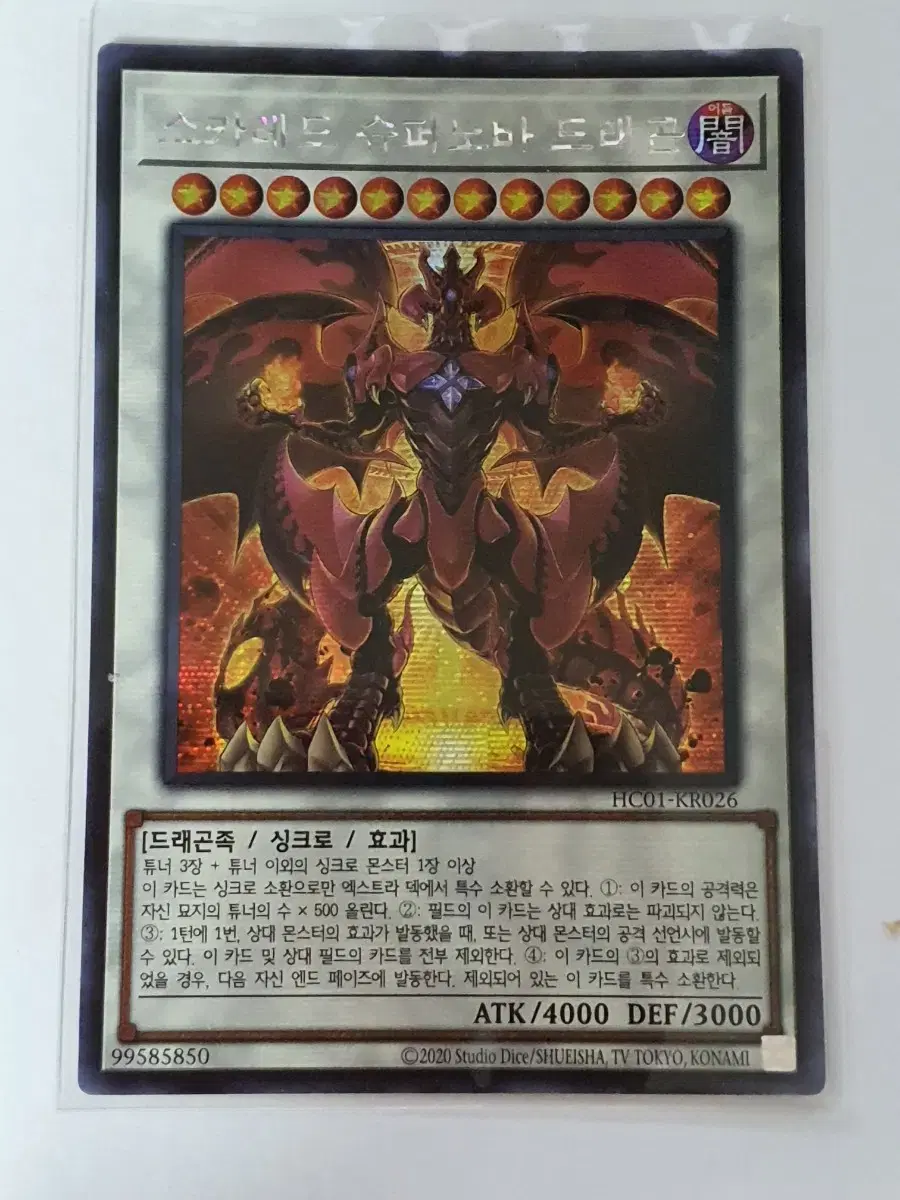 스카레드 슈퍼노바 드래곤
어둠
闇
HC01-KR026
[드래곤족 / 싱크로 / 효과]
튜너 3장 + 튜너 이외의 싱크로 몬스터 1장 이상
이 카드는 싱크로 소환으로만 엑스트라 덱에서 특수 소환할 수 있다. ①: 이 카드의 공격력은
자신 묘지의 튜너의 수 × 500 올린다. ②: 필드의 이 카드는 상대 효과로는 파괴되지 않는다.
③: 1턴에 1번, 상대 몬스터의 효과가 발동했을 때, 또는 상대 몬스터의 공격 선언시에 발동할
수 있다. 이 카드 및 상대 필드의 카드를 전부 제외한다. ④: 이 카드의 ③의 효과로 제외되
었을 경우, 다음 자신 엔드 페이즈에 발동한다. 제외되어 있는 이 카드를 특수 소환한다.
ATK/4000 DEF/3000
99585850
©2020 Studio Dice/SHUEISHA, TV TOKYO, KONAMI